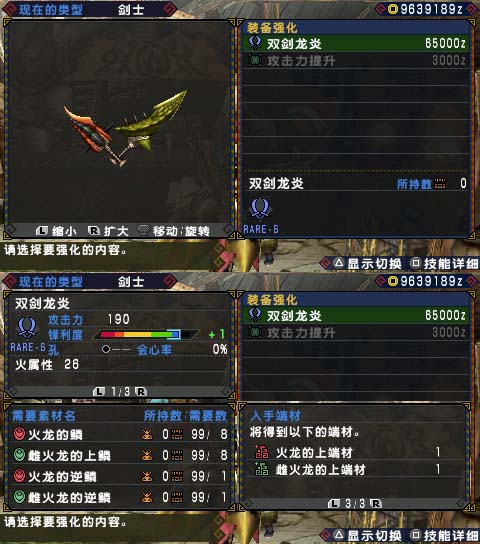 现在的类型 剑士
9639189z
装备强化
双剑龙炎 65000z
攻击力提升 3000z
双剑龙炎 所持数 0
RARE-6
L 缩小 R 扩大 移动/旋转
请选择要强化的内容。
△显示切换 □技能详细
现在的类型 剑士
9639189z
双剑龙炎
攻击力 190
锋利度 +1
RARE-6 孔 ○－－ 会心率 0%
火属性 26
L 1/3 R
装备强化
双剑龙炎 65000z
攻击力提升 3000z
需要素材名 所持数/需要数
火龙的鳞 0 99/ 8
雌火龙的上鳞 0 99/ 8
火龙的逆鳞 0 99/ 1
雌火龙的逆鳞 0 99/ 1
入手端材
将得到以下的端材。
火龙的上端材 1
雌火龙的上端材 1
L 3/3 R
请选择要强化的内容。
△显示切换 □技能详细